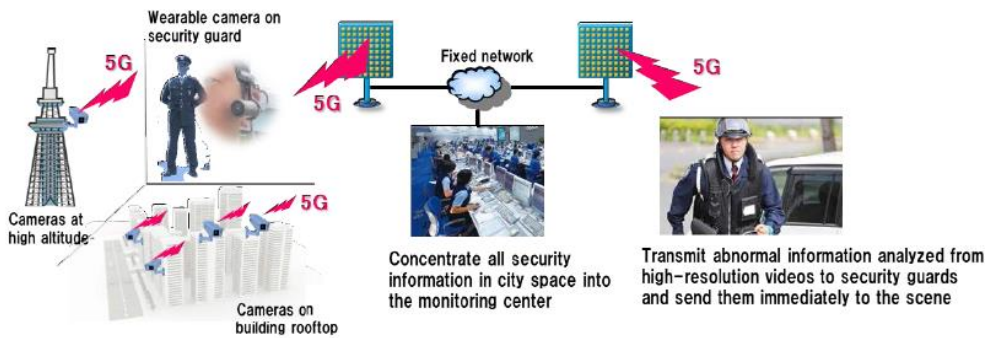 Wearable camera on
security guard
5G
5G
Fixed network
5G
5G
Cameras at
high altitude
Cameras on
building rooftop
Concentrate all security
information in city space into
the monitoring center
Transmit abnormal information analyzed from
high-resolution videos to security guards
and send them immediately to the scene